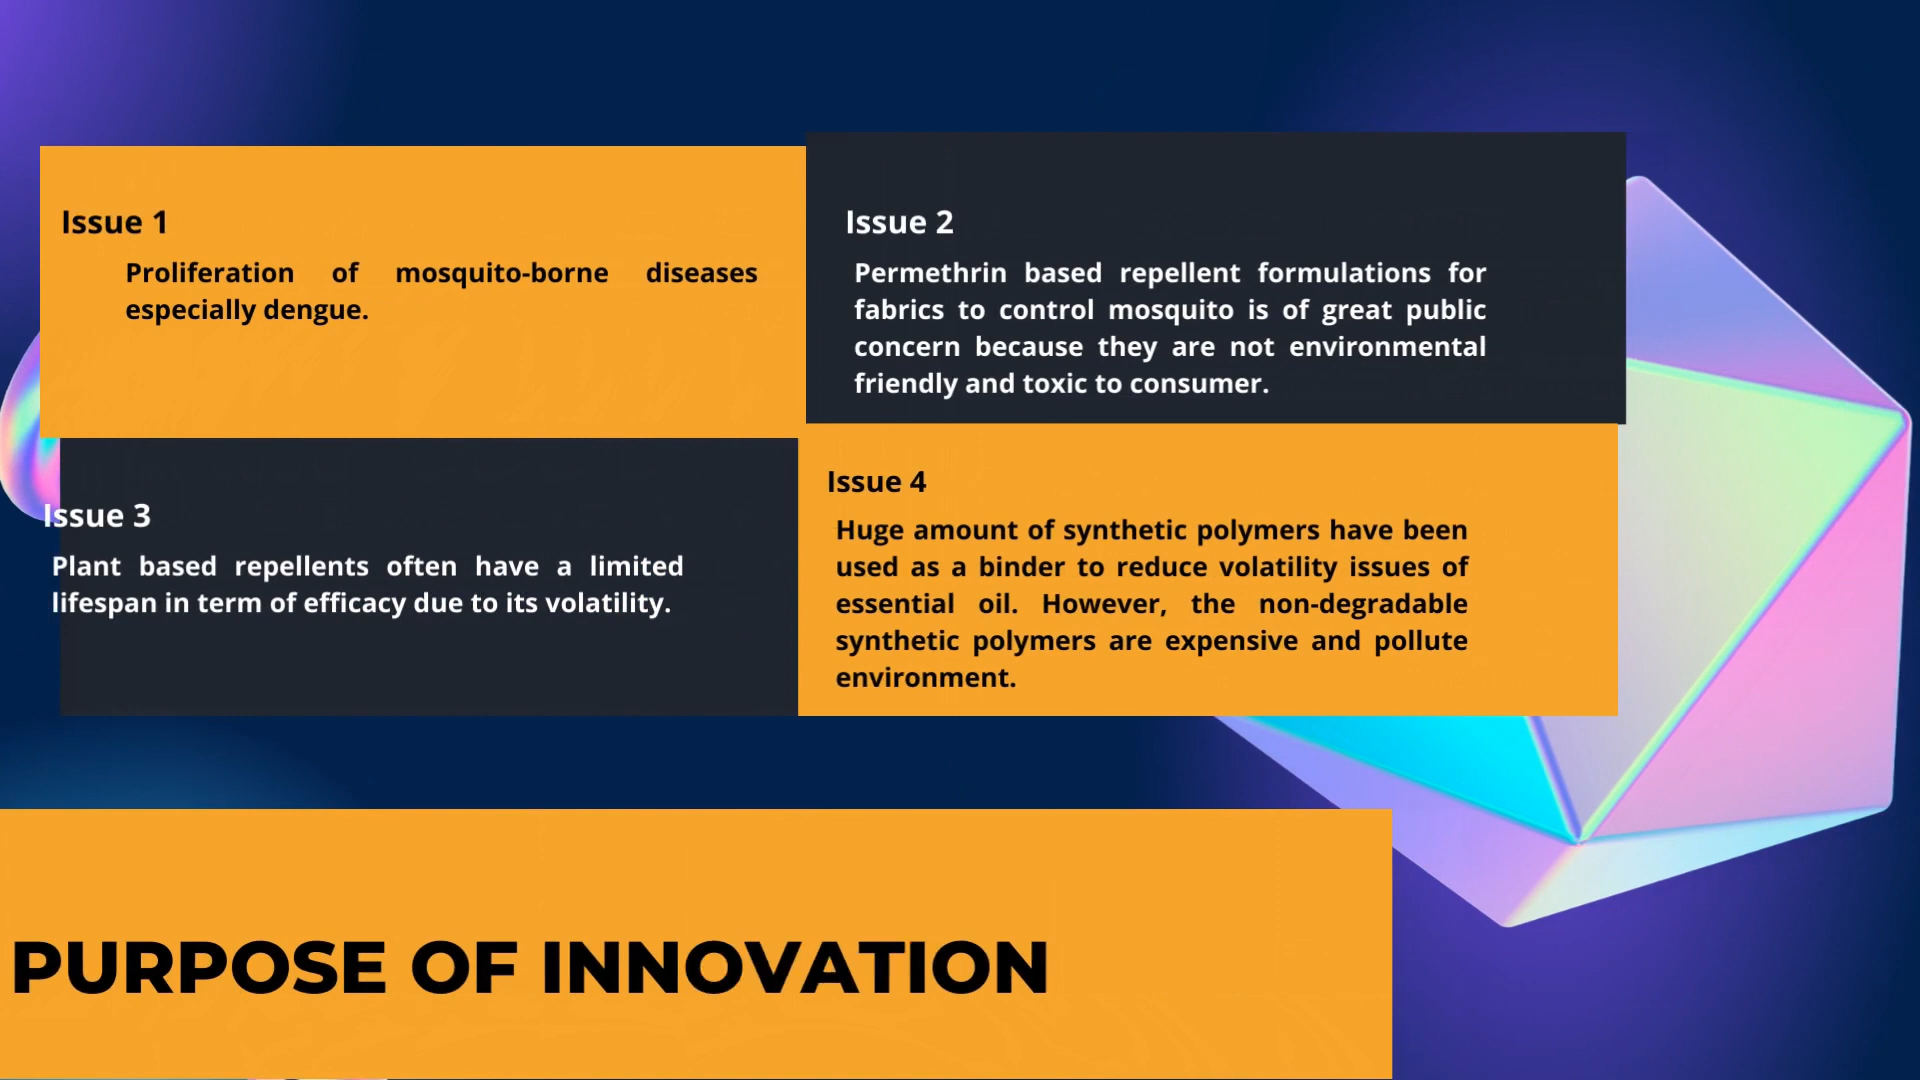 Issue 1
Proliferation of mosquito-borne diseases
especially dengue.
Issue 2
Permethrin based repellent formulations for
fabrics to control mosquito is of great public
concern because they are not environmental
friendly and toxic to consumer.
Issue 3
Plant based repellents often have a limited
lifespan in term of efficacy due to its volatility.
Issue 4
Huge amount of synthetic polymers have been
used as a binder to reduce volatility issues of
essential oil. However, the non-degradable
synthetic polymers are expensive and pollute
environment.
PURPOSE OF INNOVATION